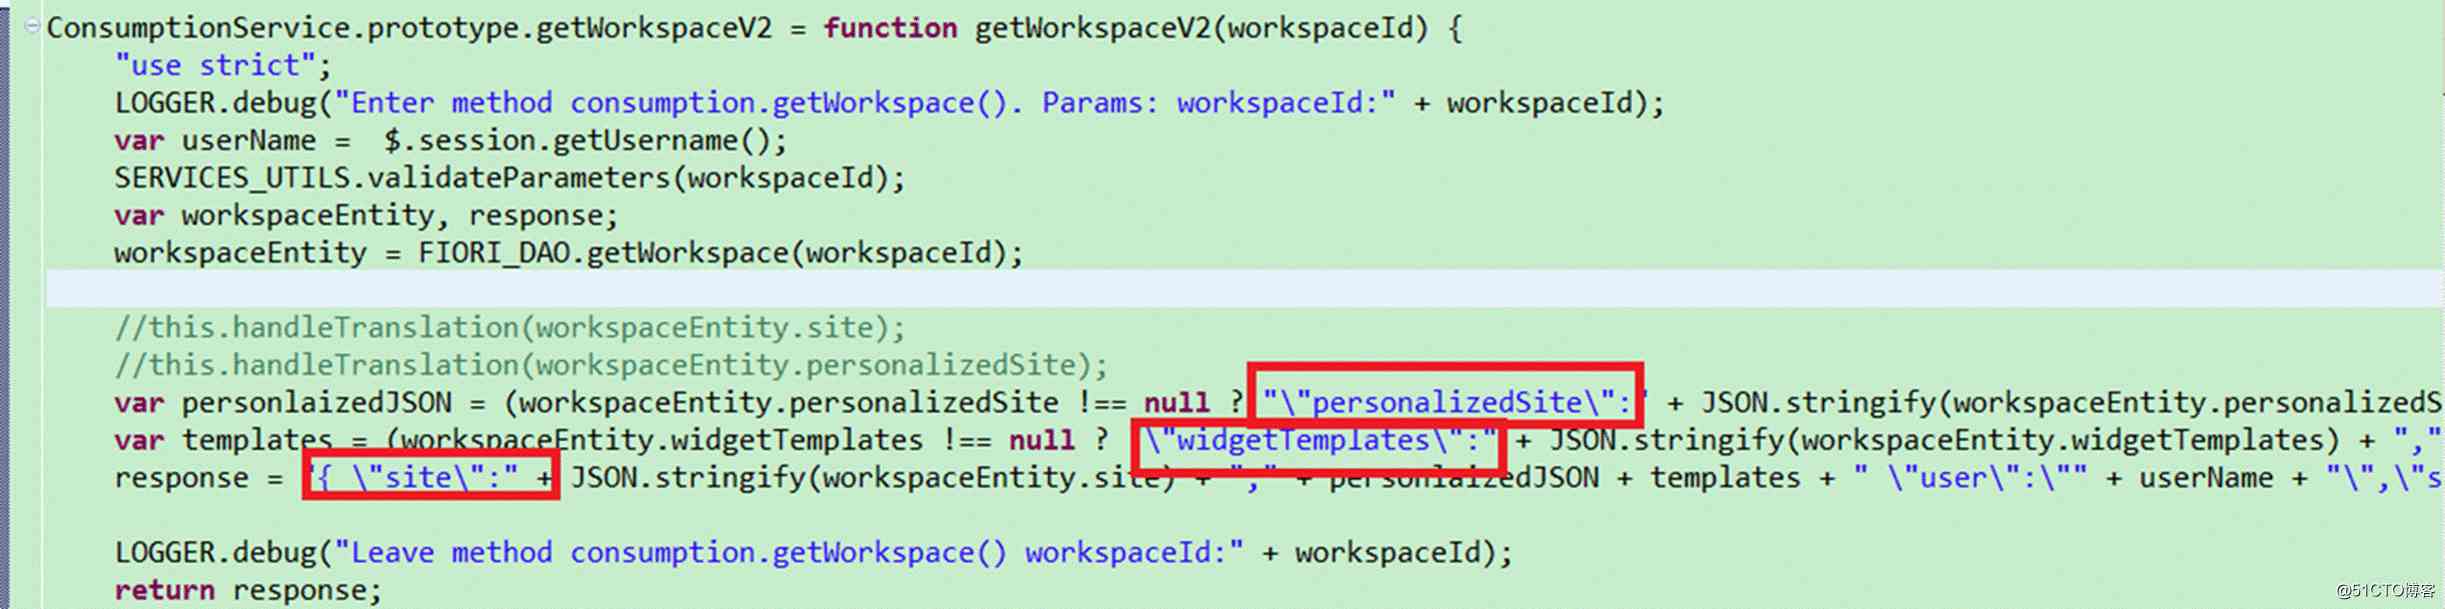 ConsumptionService.prototype.getWorkspaceV2 = function getWorkspaceV2(workspaceId) {
"use strict";
LOGGER.debug("Enter method consumption.getWorkspace(). Params: workspaceId:" + workspaceId);
var userName =  $.session.getUsername();
SERVICES_UTILS.validateParameters(workspaceId);
var workspaceEntity, response;
workspaceEntity = FIORI_DAO.getWorkspace(workspaceId);
//this.handleTranslation(workspaceEntity.site);
//this.handleTranslation(workspaceEntity.personalizedSite);
var personlaizedJSON = (workspaceEntity.personalizedSite !== null ? "\"personalizedSite\":" + JSON.stringify(workspaceEntity.personalizedS
var templates = (workspaceEntity.widgetTemplates !== null ? \"widgetTemplates\":" + JSON.stringify(workspaceEntity.widgetTemplates) + ","
response = "{ \"site\":" + JSON.stringify(workspaceEntity.site) + "," + personlaizedJSON + templates + " \"user\":\"" + userName + "\",\"s
LOGGER.debug("Leave method consumption.getWorkspace() workspaceId:" + workspaceId);
return response;
@51CTO博客